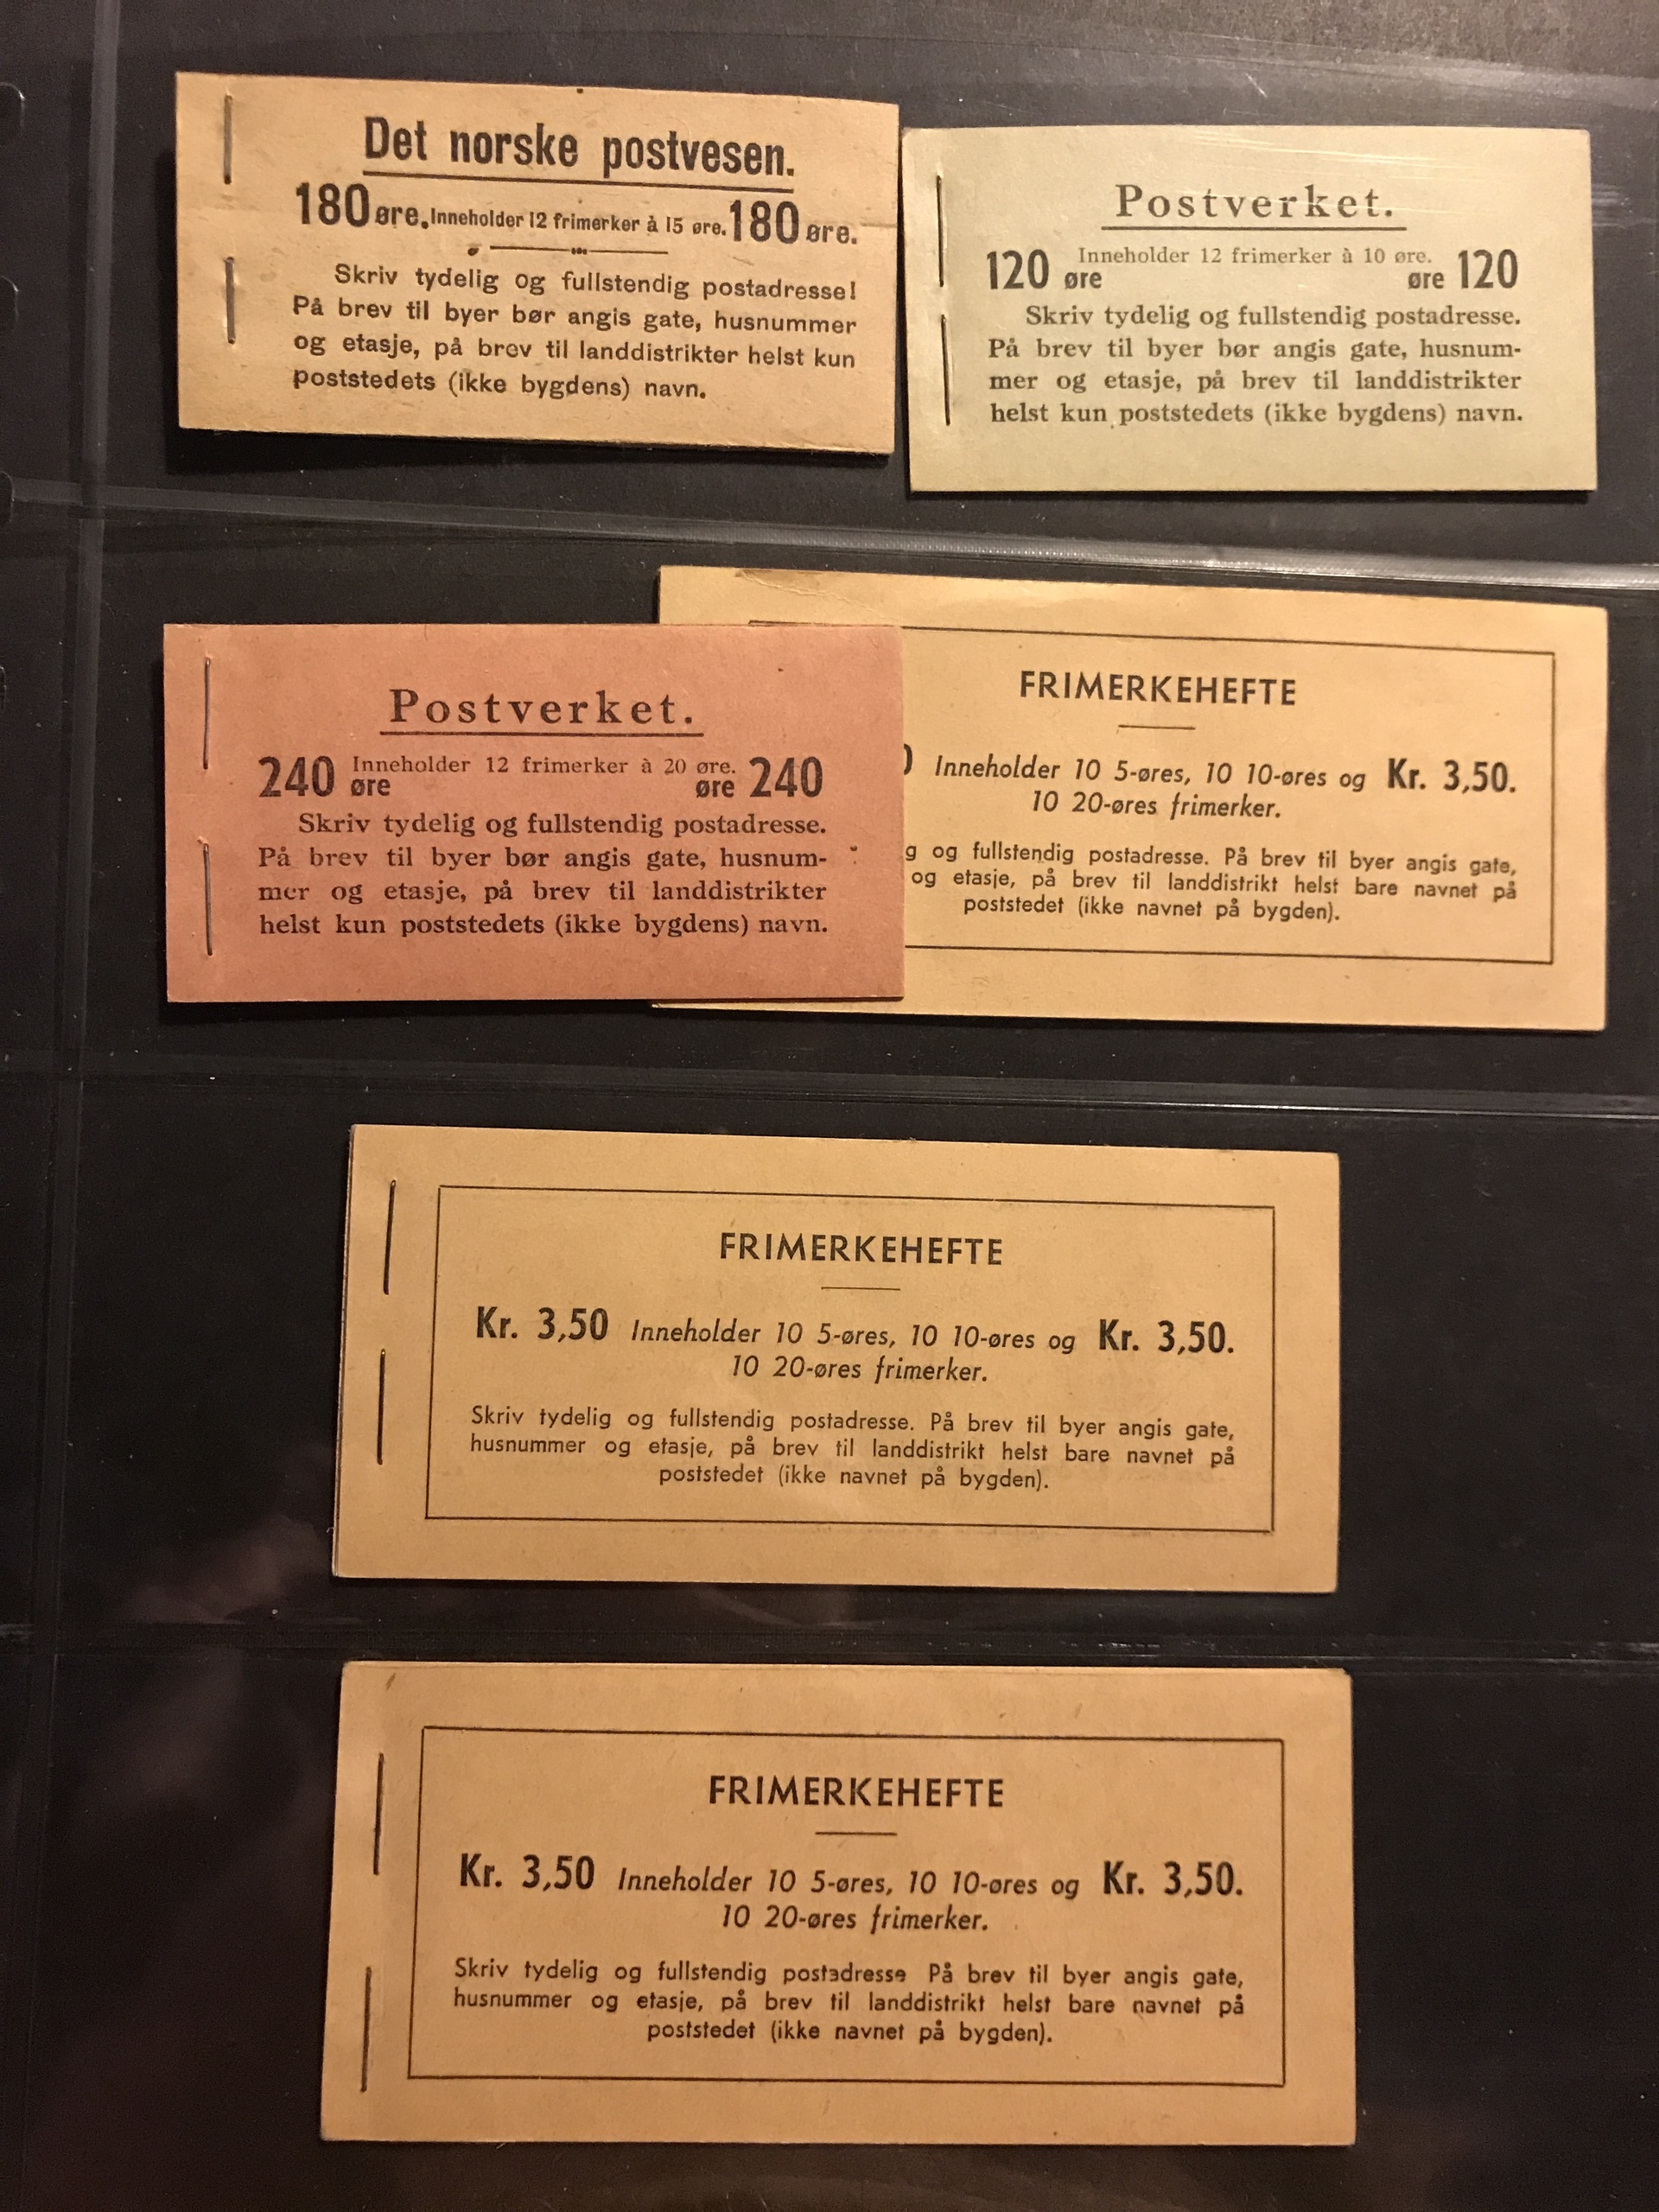 Det norske postvesen.
180 øre. Inneholder 12 frimerker à 15 øre. 180 øre.
Skriv tydelig og fullstendig postadresse!
På brev til byer bør angis gate, husnummer
og etasje, på brev til landdistrikter helst kun
poststedets (ikke bygdens) navn.
Postverket.
120 øre Inneholder 12 frimerker à 10 øre. øre 120
Skriv tydelig og fullstendig postadresse.
På brev til byer bør angis gate, husnum-
mer og etasje, på brev til landdistrikter
helst kun poststedets (ikke bygdens) navn.
Postverket.
240 øre Inneholder 12 frimerker à 20 øre. øre 240
Skriv tydelig og fullstendig postadresse.
På brev til byer bør angis gate, husnum-
mer og etasje, på brev til landdistrikter
helst kun poststedets (ikke bygdens) navn.
FRIMERKEHEFTE
Inneholder 10 5-øres, 10 10-øres og Kr. 3,50.
10 20-øres frimerker.
og fullstendig postadresse. På brev til byer angis gate,
og etasje, på brev til landdistrikt helst bare navnet på
poststedet (ikke navnet på bygden).
FRIMERKEHEFTE
Kr. 3,50 Inneholder 10 5-øres, 10 10-øres og Kr. 3,50.
10 20-øres frimerker.
Skriv tydelig og fullstendig postadresse. På brev til byer angis gate,
husnummer og etasje, på brev til landdistrikt helst bare navnet på
poststedet (ikke navnet på bygden).
FRIMERKEHEFTE
Kr. 3,50 Inneholder 10 5-øres, 10 10-øres og Kr. 3,50.
10 20-øres frimerker.
Skriv tydelig og fullstendig postadresse På brev til byer angis gate,
husnummer og etasje, på brev til landdistrikt helst bare navnet på
poststedet (ikke navnet på bygden).